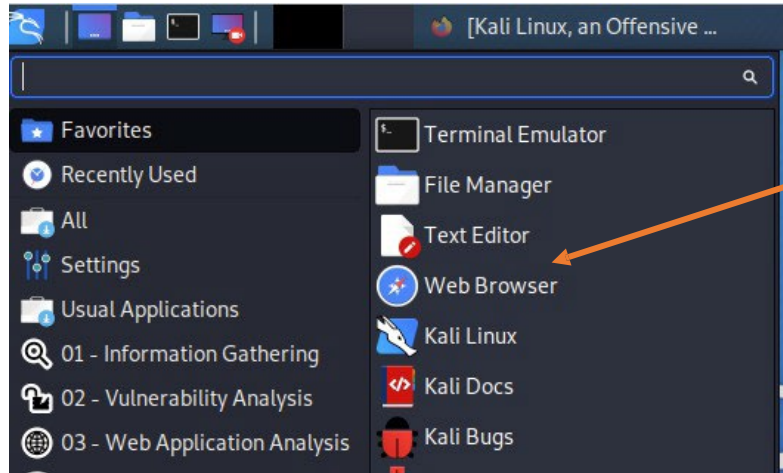 [Kali Linux, an Offensive ...
Favorites
Recently Used
All
Settings
Usual Applications
01 - Information Gathering
02 - Vulnerability Analysis
03 - Web Application Analysis
Terminal Emulator
File Manager
Text Editor
Web Browser
Kali Linux
Kali Docs
Kali Bugs